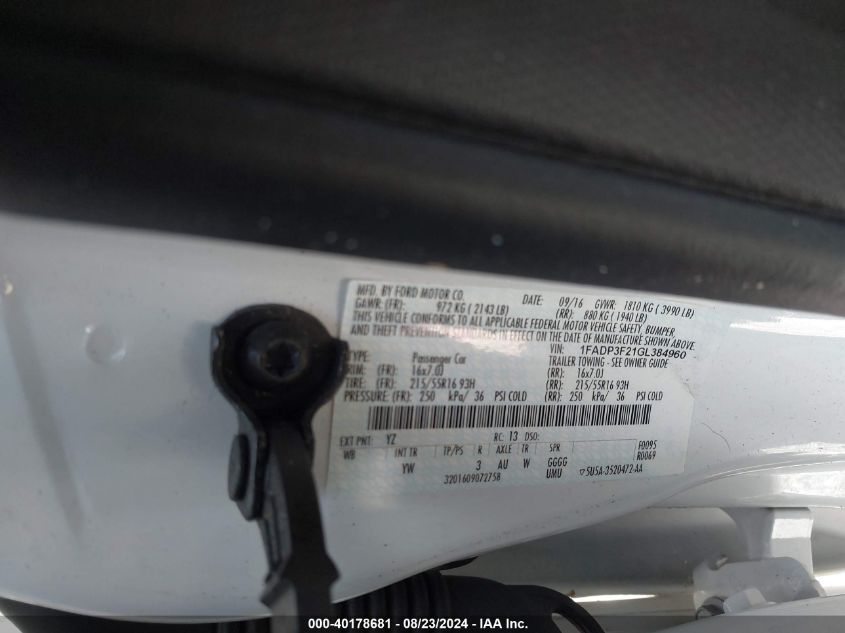 MFD. BY FORD MOTOR CO.
DATE: 09/16 GVWR: 1810 KG ( 3990 LB)
GAWR: (FR): 972 KG ( 2143 LB) (RR): 880 KG ( 1940 LB)
THIS VEHICLE CONFORMS TO ALL APPLICABLE FEDERAL MOTOR VEHICLE SAFETY, BUMPER,
AND THEFT PREVENTION STANDARDS IN EFFECT ON THE DATE OF MANUFACTURE SHOWN ABOVE.
VIN: 1FADP3F21GL384960
TYPE: Passenger Car TRAILER TOWING - SEE OWNER GUIDE
RIM: (FR): 16x7.0J (RR): 16x7.0J
TIRE: (FR): 215/55R16 93H (RR): 215/55R16 93H
PRESSURE: (FR): 250 kPa/ 36 PSI COLD (RR): 250 kPa/ 36 PSI COLD
EXT PNT: YZ RC: 13 DSO: F0095
WB INT TR TP/PS R AXLE TR SPR R0069
YW 3 AU W GGGG
UMU
3201609072758 ▽5U5A-3520472-AA
000-40178681 - 08/23/2024 - IAA Inc.